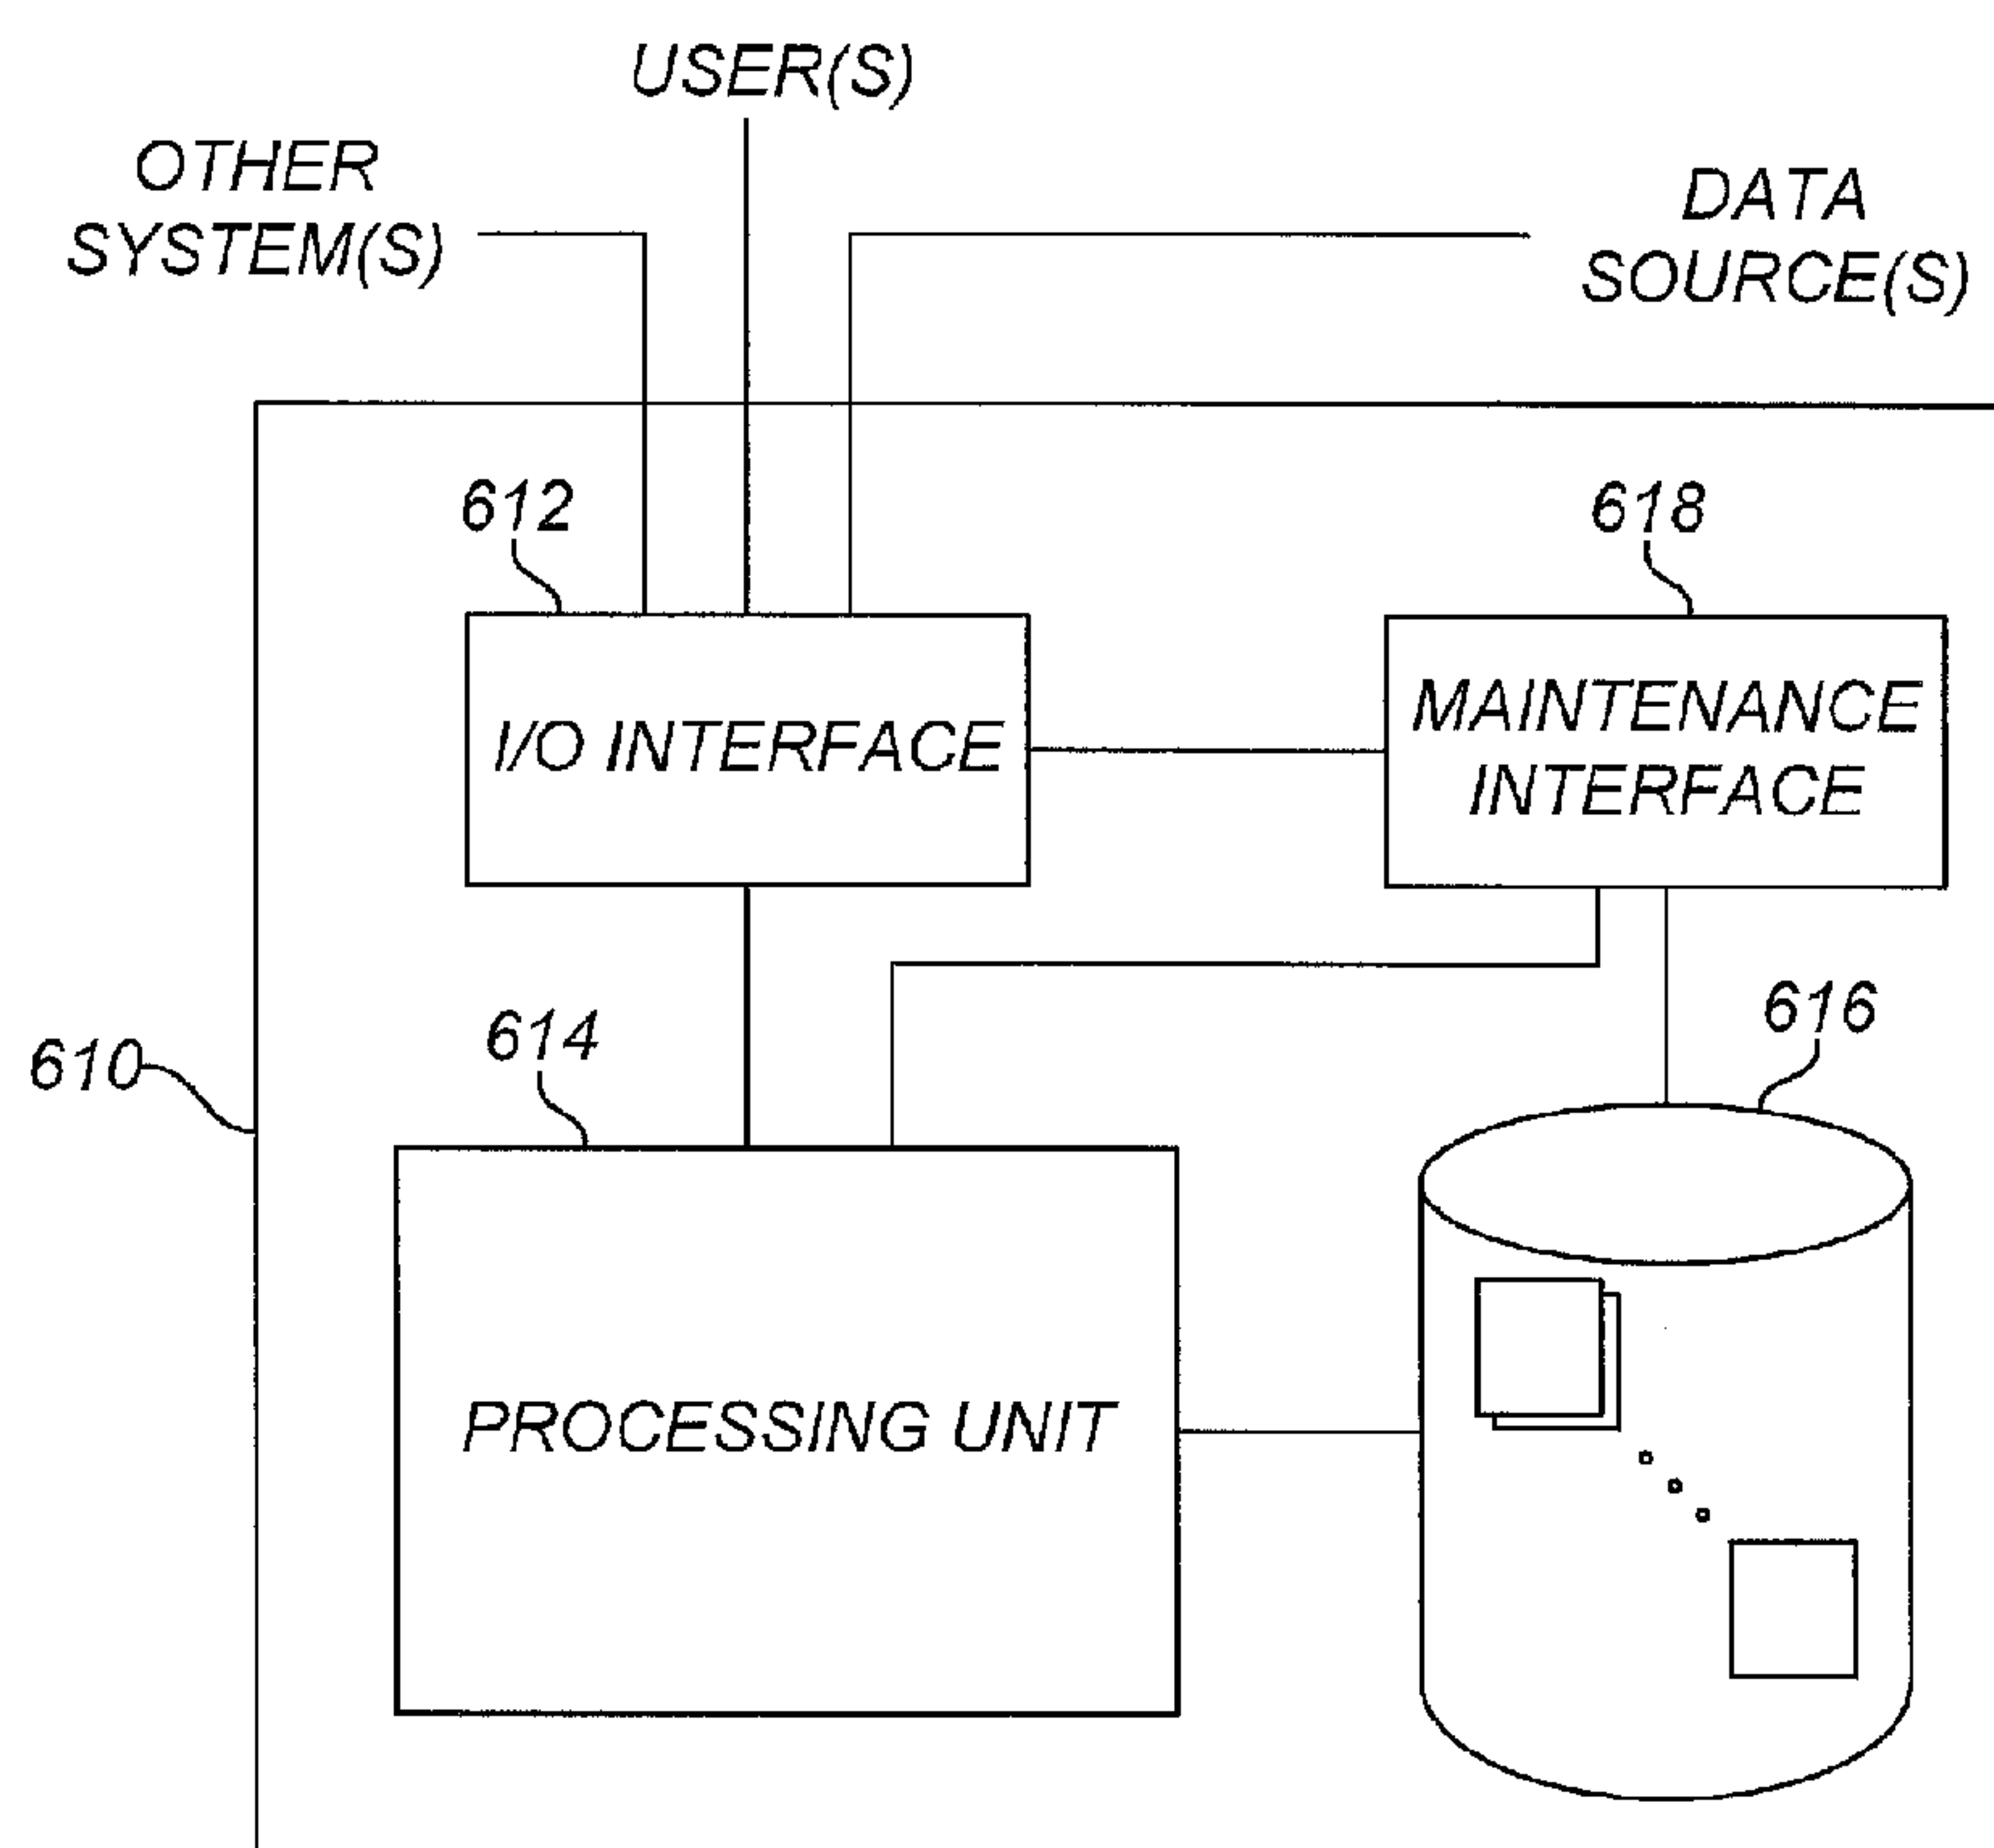 USER(S)
OTHER
SYSTEM(S)
DATA
SOURCE(S)
612
618
I/O INTERFACE
MAINTENANCE
INTERFACE
616
614
610
PROCESSING UNIT